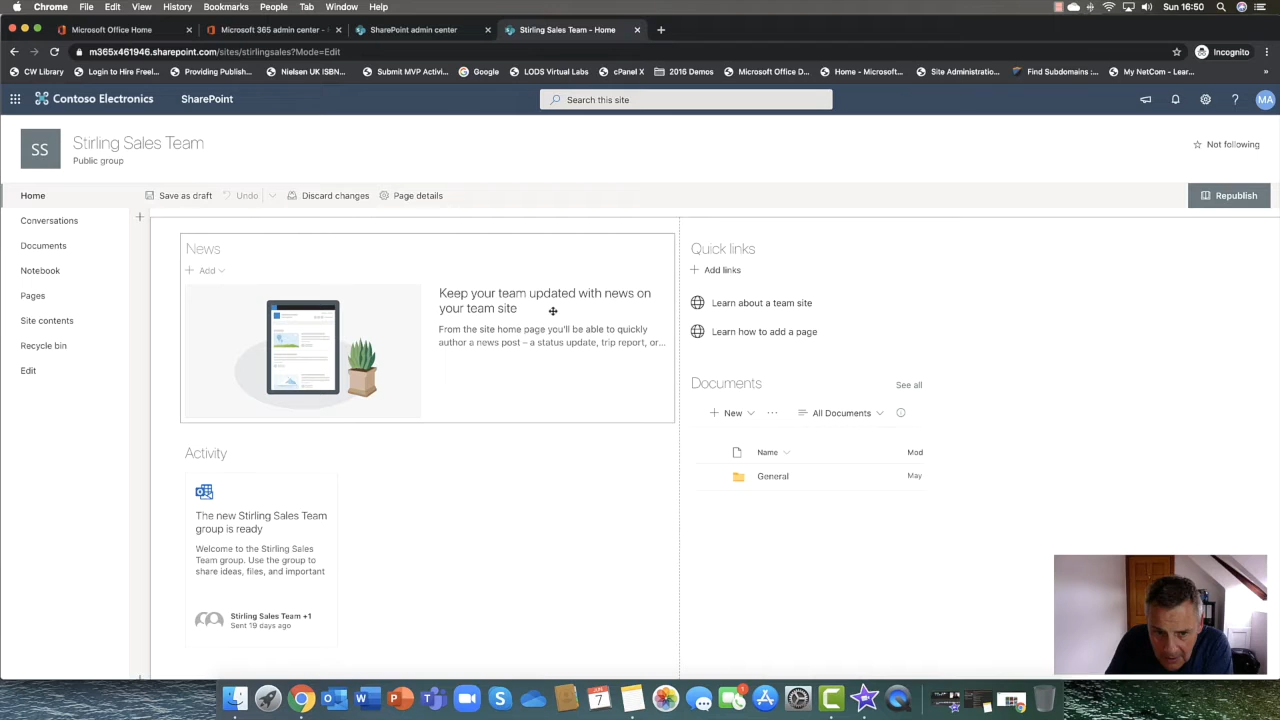 Chrome File Edit View History Bookmarks People Tab Window Help
Sun 16:50
Microsoft Office Home
Microsoft 365 admin center -
SharePoint admin center
Stirling Sales Team - Home
m365x461946.sharepoint.com/sites/stirlingsales?Mode=Edit
Incognito
CW Library
Login to Hire Freel...
Providing Publish...
Nielsen UK ISBN...
Submit MVP Activi...
Google
LODS Virtual Labs
cPanel X
2016 Demos
Microsoft Office D...
Home - Microsoft...
Site Administratio...
Find Subdomains :...
My NetCom - Lear...
»
Contoso Electronics
SharePoint
Search this site
MA
SS
Stirling Sales Team
Public group
Not following
Home
Save as draft
Undo
Discard changes
Page details
Republish
Conversations
Documents
Notebook
Pages
Site contents
Recycle bin
Edit
News
+ Add
Keep your team updated with news on
your team site
From the site home page you'll be able to quickly
author a news post – a status update, trip report, or...
Quick links
+ Add links
Learn about a team site
Learn how to add a page
Documents
See all
+ New
...
All Documents
Name
Mod
General
May
Activity
The new Stirling Sales Team
group is ready
Welcome to the Stirling Sales
Team group. Use the group to
share ideas, files, and important
Stirling Sales Team +1
Sent 19 days ago
JUN
7
1